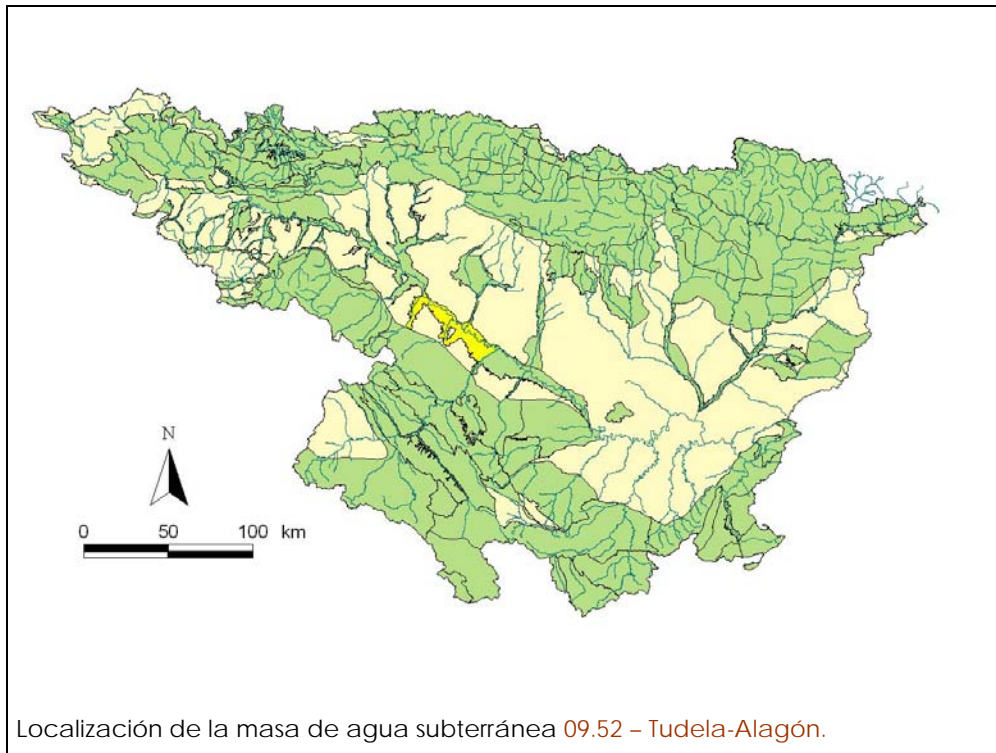 N
0 50 100 km
Localización de la masa de agua subterránea 09.52 – Tudela-Alagón.